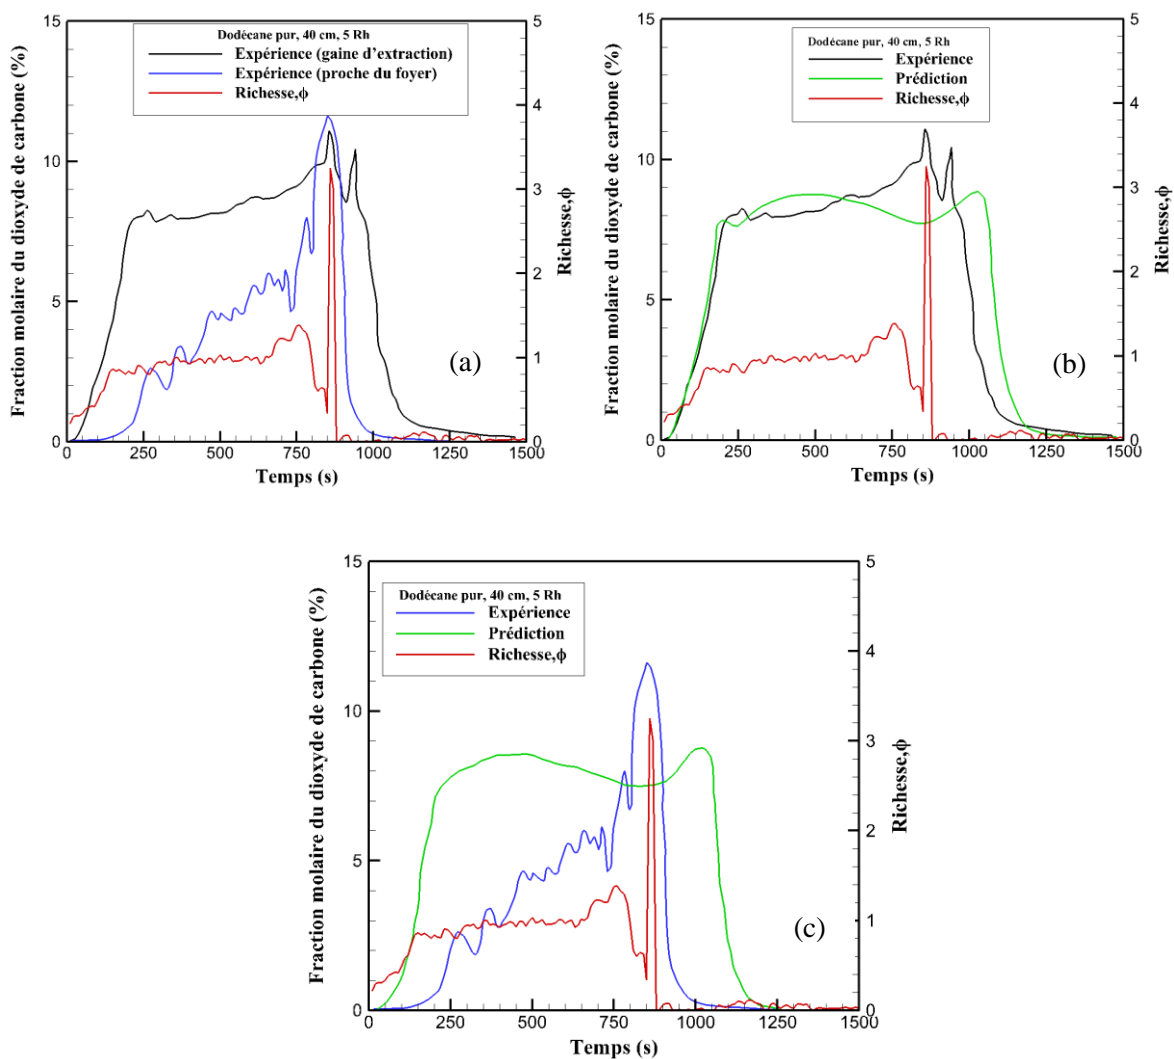 Dodécane pur, 40 cm, 5 Rh
Expérience (gaine d'extraction)
Expérience (proche du foyer)
Richesse,ϕ
Fraction molaire du dioxyde de carbone (%)
15
10
5
0
5
4
3
2
1
0
Richesse,ϕ
0
250
500
750
1000
1250
1500
Temps (s)
(a)
Dodécane pur, 40 cm, 5 Rh
Expérience
Prédiction
Richesse,ϕ
Fraction molaire du dioxyde de carbone (%)
15
10
5
0
5
4
3
2
1
0
Richesse,ϕ
0
250
500
750
1000
1250
1500
Temps (s)
(b)
Dodécane pur, 40 cm, 5 Rh
Expérience
Prédiction
Richesse,ϕ
Fraction molaire du dioxyde de carbone (%)
15
10
5
0
5
4
3
2
1
0
Richesse,ϕ
0
250
500
750
1000
1250
1500
Temps (s)
(c)